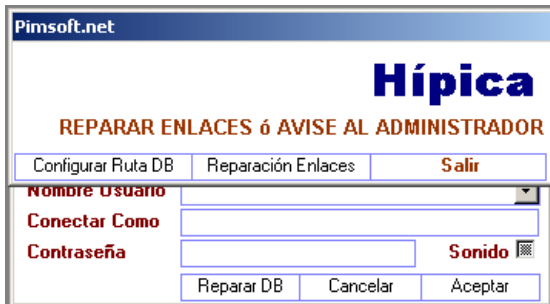 Pimsoft.net
Hípica
REPARAR ENLACES ó AVISE AL ADMINISTRADOR
Configurar Ruta DB Reparación Enlaces Salir
Nombre Usuario
Conectar Como
Contraseña Sonido
Reparar DB Cancelar Aceptar